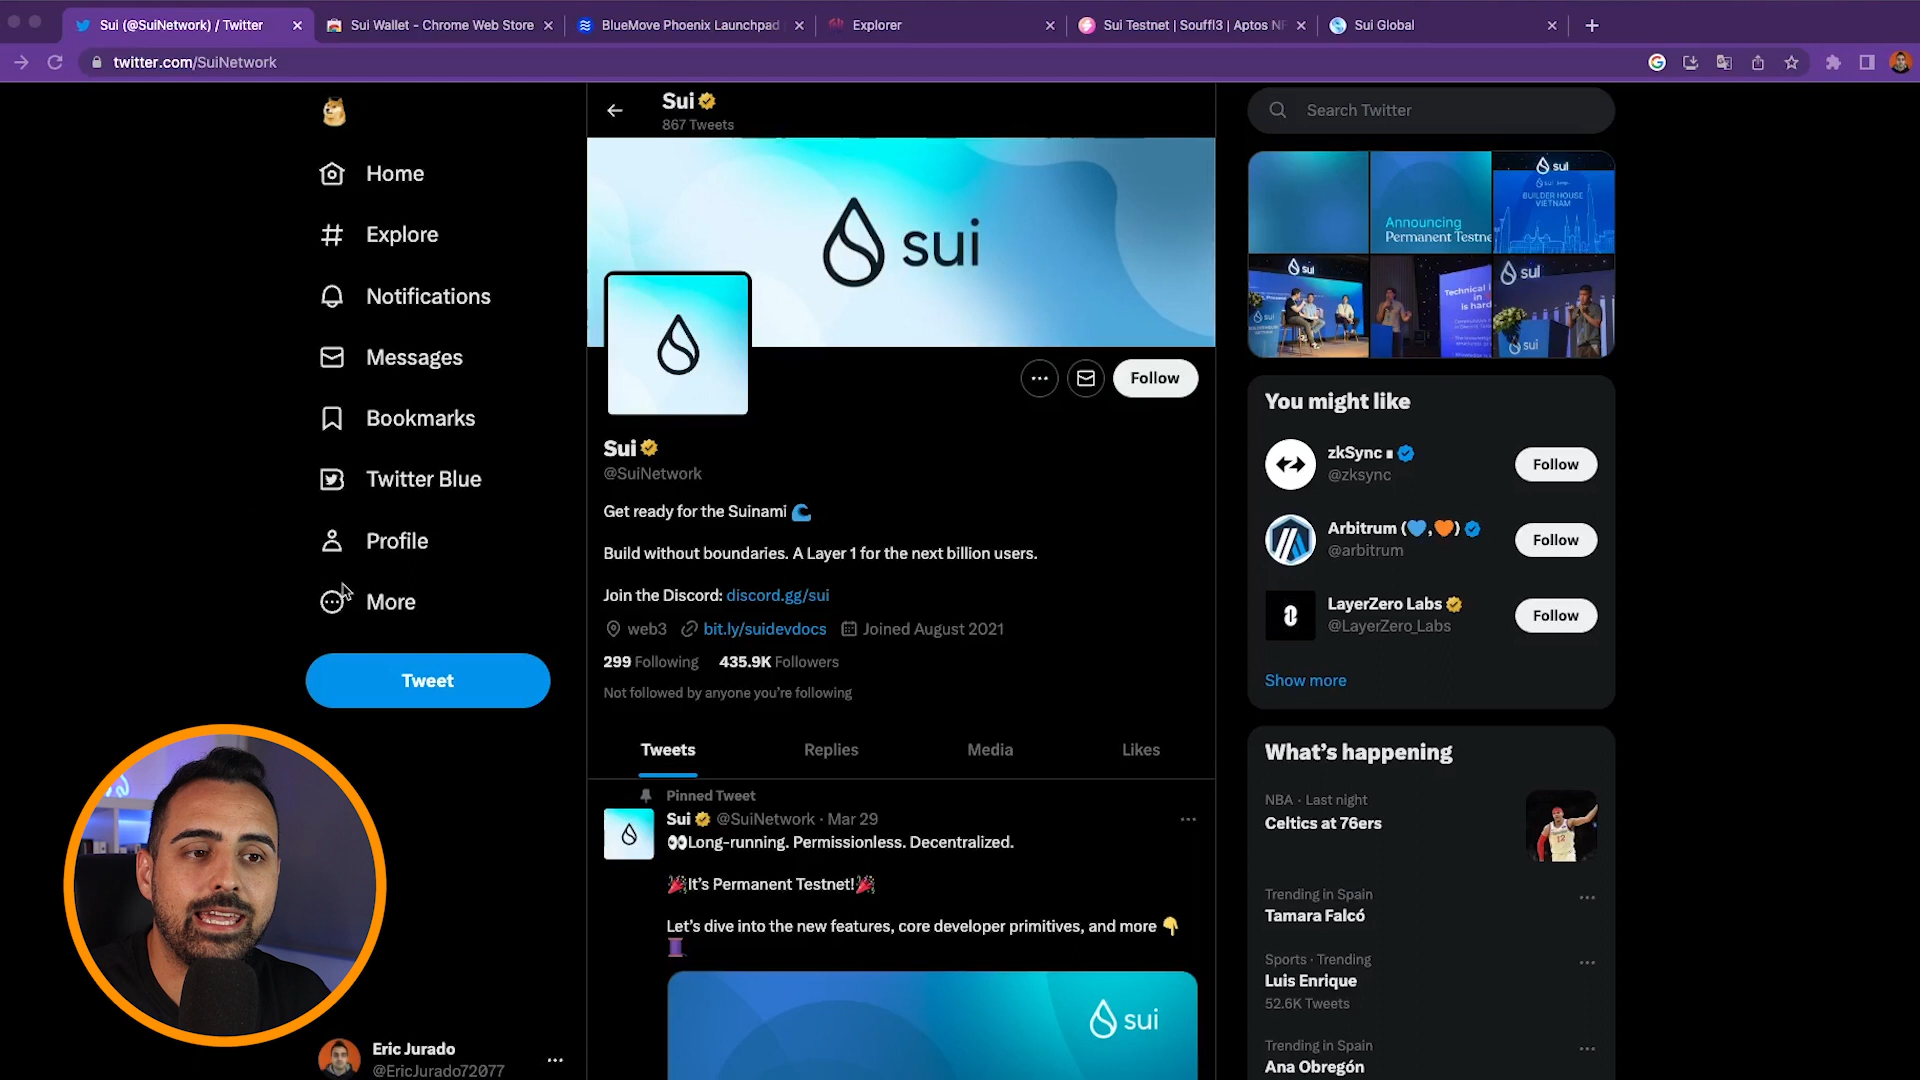 Sui (@SuiNetwork) / Twitter
Sui Wallet - Chrome Web Store
BlueMove Phoenix Launchpad
Explorer
Sui Testnet | Souffl3 | Aptos NF
Sui Global
twitter.com/SuiNetwork
Home
Explore
Notifications
Messages
Bookmarks
Twitter Blue
Profile
More
Tweet
Eric Jurado
@EricJurado72077
Sui
867 Tweets
sui
Follow
Sui
@SuiNetwork
Get ready for the Suinami 🌊
Build without boundaries. A Layer 1 for the next billion users.
Join the Discord: discord.gg/sui
web3 bit.ly/suidevdocs Joined August 2021
299 Following 435.9K Followers
Not followed by anyone you're following
Tweets Replies Media Likes
Pinned Tweet
Sui @SuiNetwork · Mar 29
👀Long-running. Permissionless. Decentralized.
🎉It's Permanent Testnet!🎉
Let's dive into the new features, core developer primitives, and more 👇
🧵
sui
Search Twitter
Announcing
Permanent Testne
sui
BUILDER HOUSE
VIETNAM
sui
sui
Technical
in
is hard
sui
sui
You might like
zkSync ∎
@zksync
Follow
Arbitrum (💙,🧡)
@arbitrum
Follow
LayerZero Labs
@LayerZero_Labs
Follow
Show more
What's happening
NBA · Last night
Celtics at 76ers
Trending in Spain
Tamara Falcó
Sports · Trending
Luis Enrique
52.6K Tweets
Trending in Spain
Ana Obregón